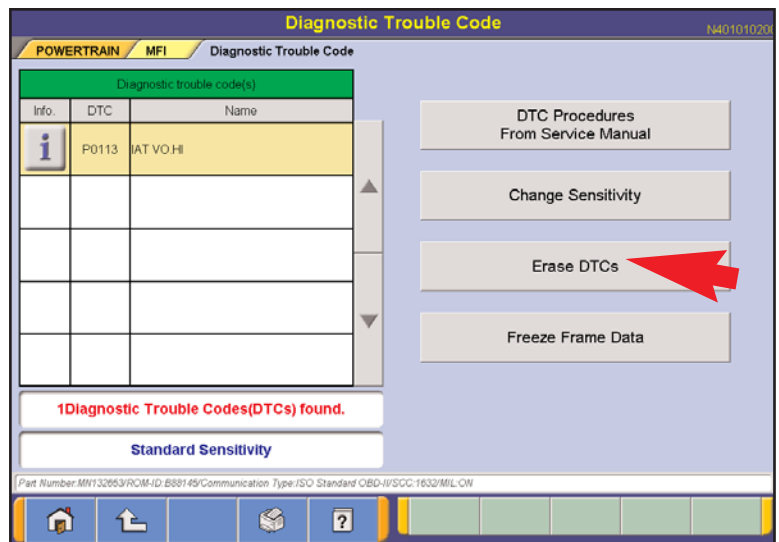 Diagnostic Trouble Code
N401010200
POWERTRAIN MFI Diagnostic Trouble Code
Diagnostic trouble code(s)
Info. DTC Name
i P0113 IAT VO.HI
DTC Procedures
From Service Manual
Change Sensitivity
Erase DTCs
Freeze Frame Data
1Diagnostic Trouble Codes(DTCs) found.
Standard Sensitivity
Part Number:MN132653/ROM-ID:B88145/Communication Type:ISO Standard OBD-II/SCC:1632/MIL:ON
?